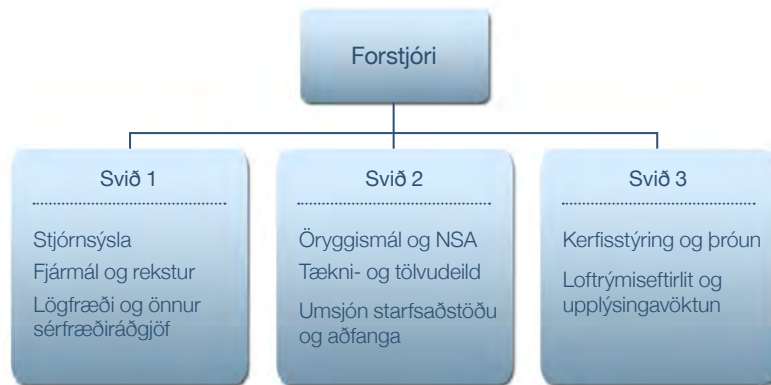 Forstjóri
Svið 1
Stjórnsýsla
Fjármál og rekstur
Lögfræði og önnur
sérfræðiráðgjöf
Svið 2
Öryggismál og NSA
Tækni- og tölvudeild
Umsjón starfsaðstöðu
og aðfanga
Svið 3
Kerfisstýring og þróun
Loftrýmiseftirlit og
upplýsingavöktun